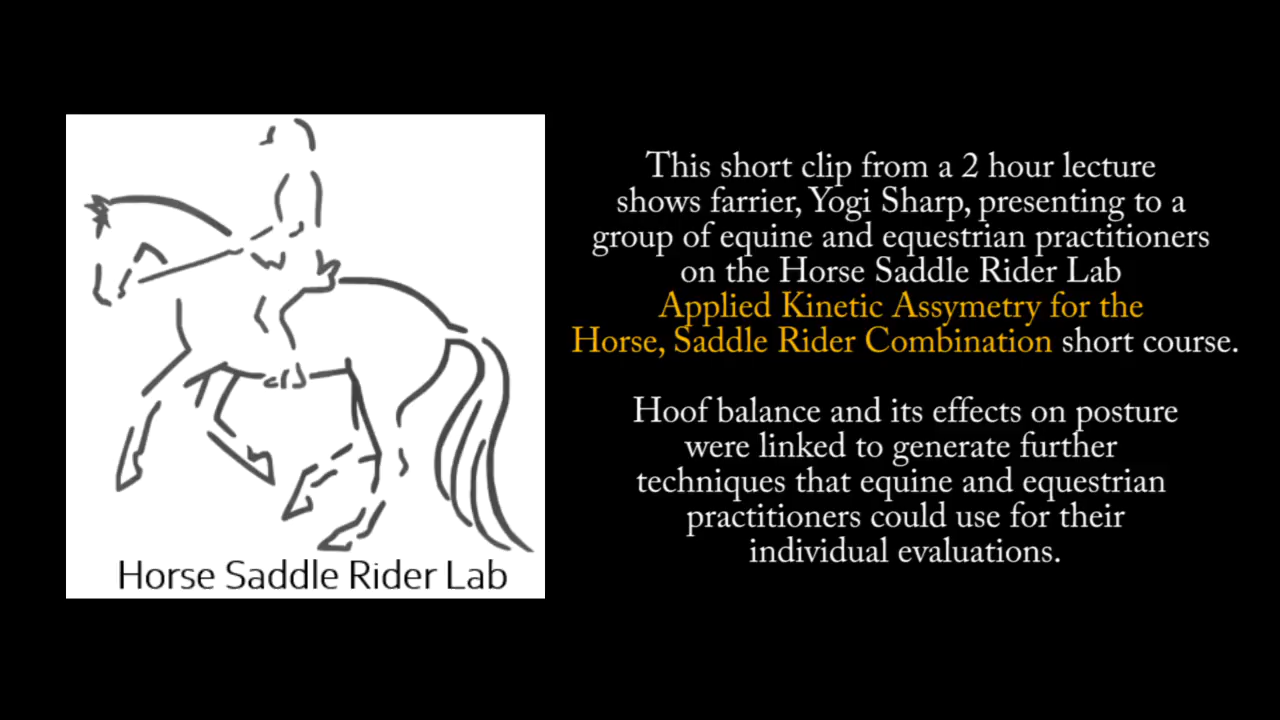 This short clip from a 2 hour lecture
shows farrier, Yogi Sharp, presenting to a
group of equine and equestrian practitioners
on the Horse Saddle Rider Lab
Applied Kinetic Assymetry for the
Horse, Saddle Rider Combination short course.
Hoof balance and its effects on posture
were linked to generate further
techniques that equine and equestrian
practitioners could use for their
individual evaluations.
Horse Saddle Rider Lab